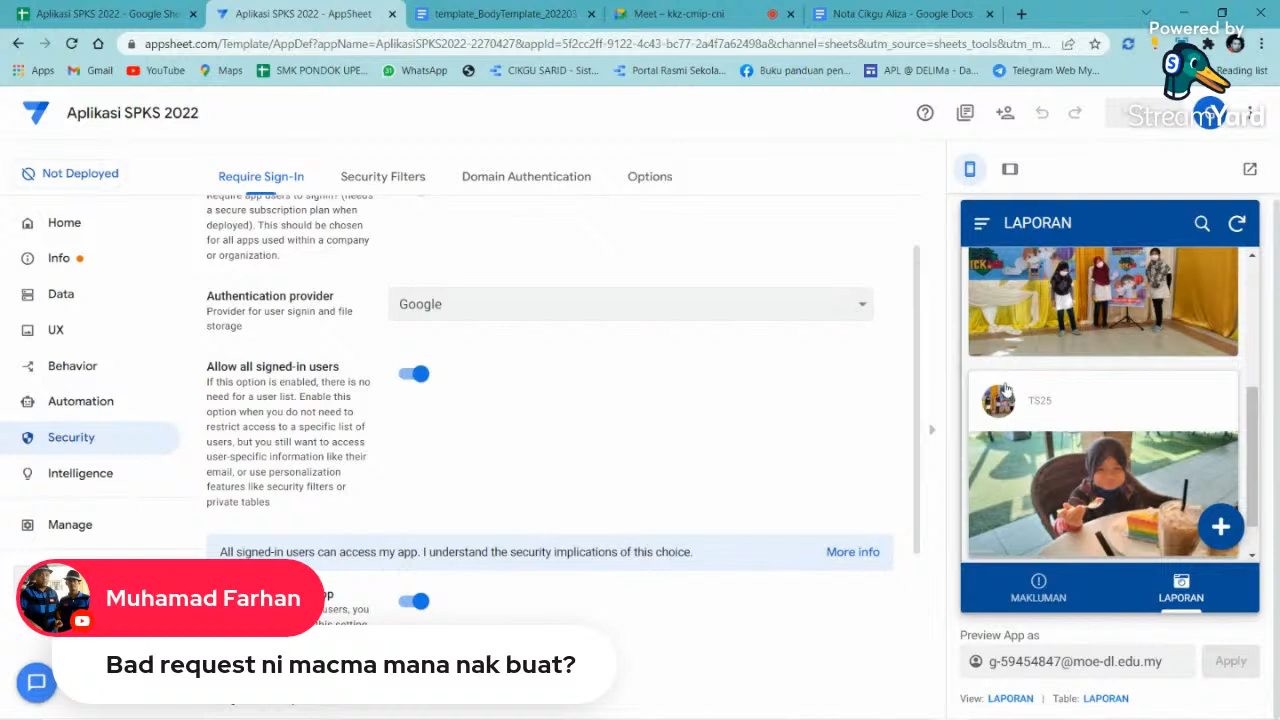 Aplikasi SPKS 2022 - Google Shee
Aplikasi SPKS 2022 - AppSheet
template_BodyTemplate_202203
Meet – kkz-cmip-cni
Nota Cikgu Aliza - Google Docs
appsheet.com/Template/AppDef?appName=AplikasiSPKS2022-2270427&appId=5f2cc2ff-9122-4c43-bc77-2a4f7a62498a&channel=sheets&utm_source=sheets_tools&utm_m...
Powered by
Apps
Gmail
YouTube
Maps
SMK PONDOK UPE...
WhatsApp
CIKGU SARID - Sist...
Portal Rasmi Sekola...
Buku panduan pen...
APL @ DELIMa - Da...
Telegram Web My...
Reading list
S
StreamYard
Aplikasi SPKS 2022
Not Deployed
Require Sign-In
Security Filters
Domain Authentication
Options
Home
Info
Data
UX
Behavior
Automation
Security
Intelligence
Manage
Require app users to signin? (needs
a secure subscription plan when
deployed). This should be chosen
for all apps used within a company
or organization.
Authentication provider
Provider for user signin and file
storage
Google
Allow all signed-in users
If this option is enabled, there is no
need for a user list. Enable this
option when you do not need to
restrict access to a specific list of
users, but you still want to access
user-specific information like their
email, or use personalization
features like security filters or
private tables
All signed-in users can access my app. I understand the security implications of this choice.
More info
users, you
this setting
LAPORAN
TS25
MAKLUMAN
LAPORAN
Preview App as
g-59454847@moe-dl.edu.my
Apply
View: LAPORAN | Table: LAPORAN
Muhamad Farhan
Bad request ni macma mana nak buat?